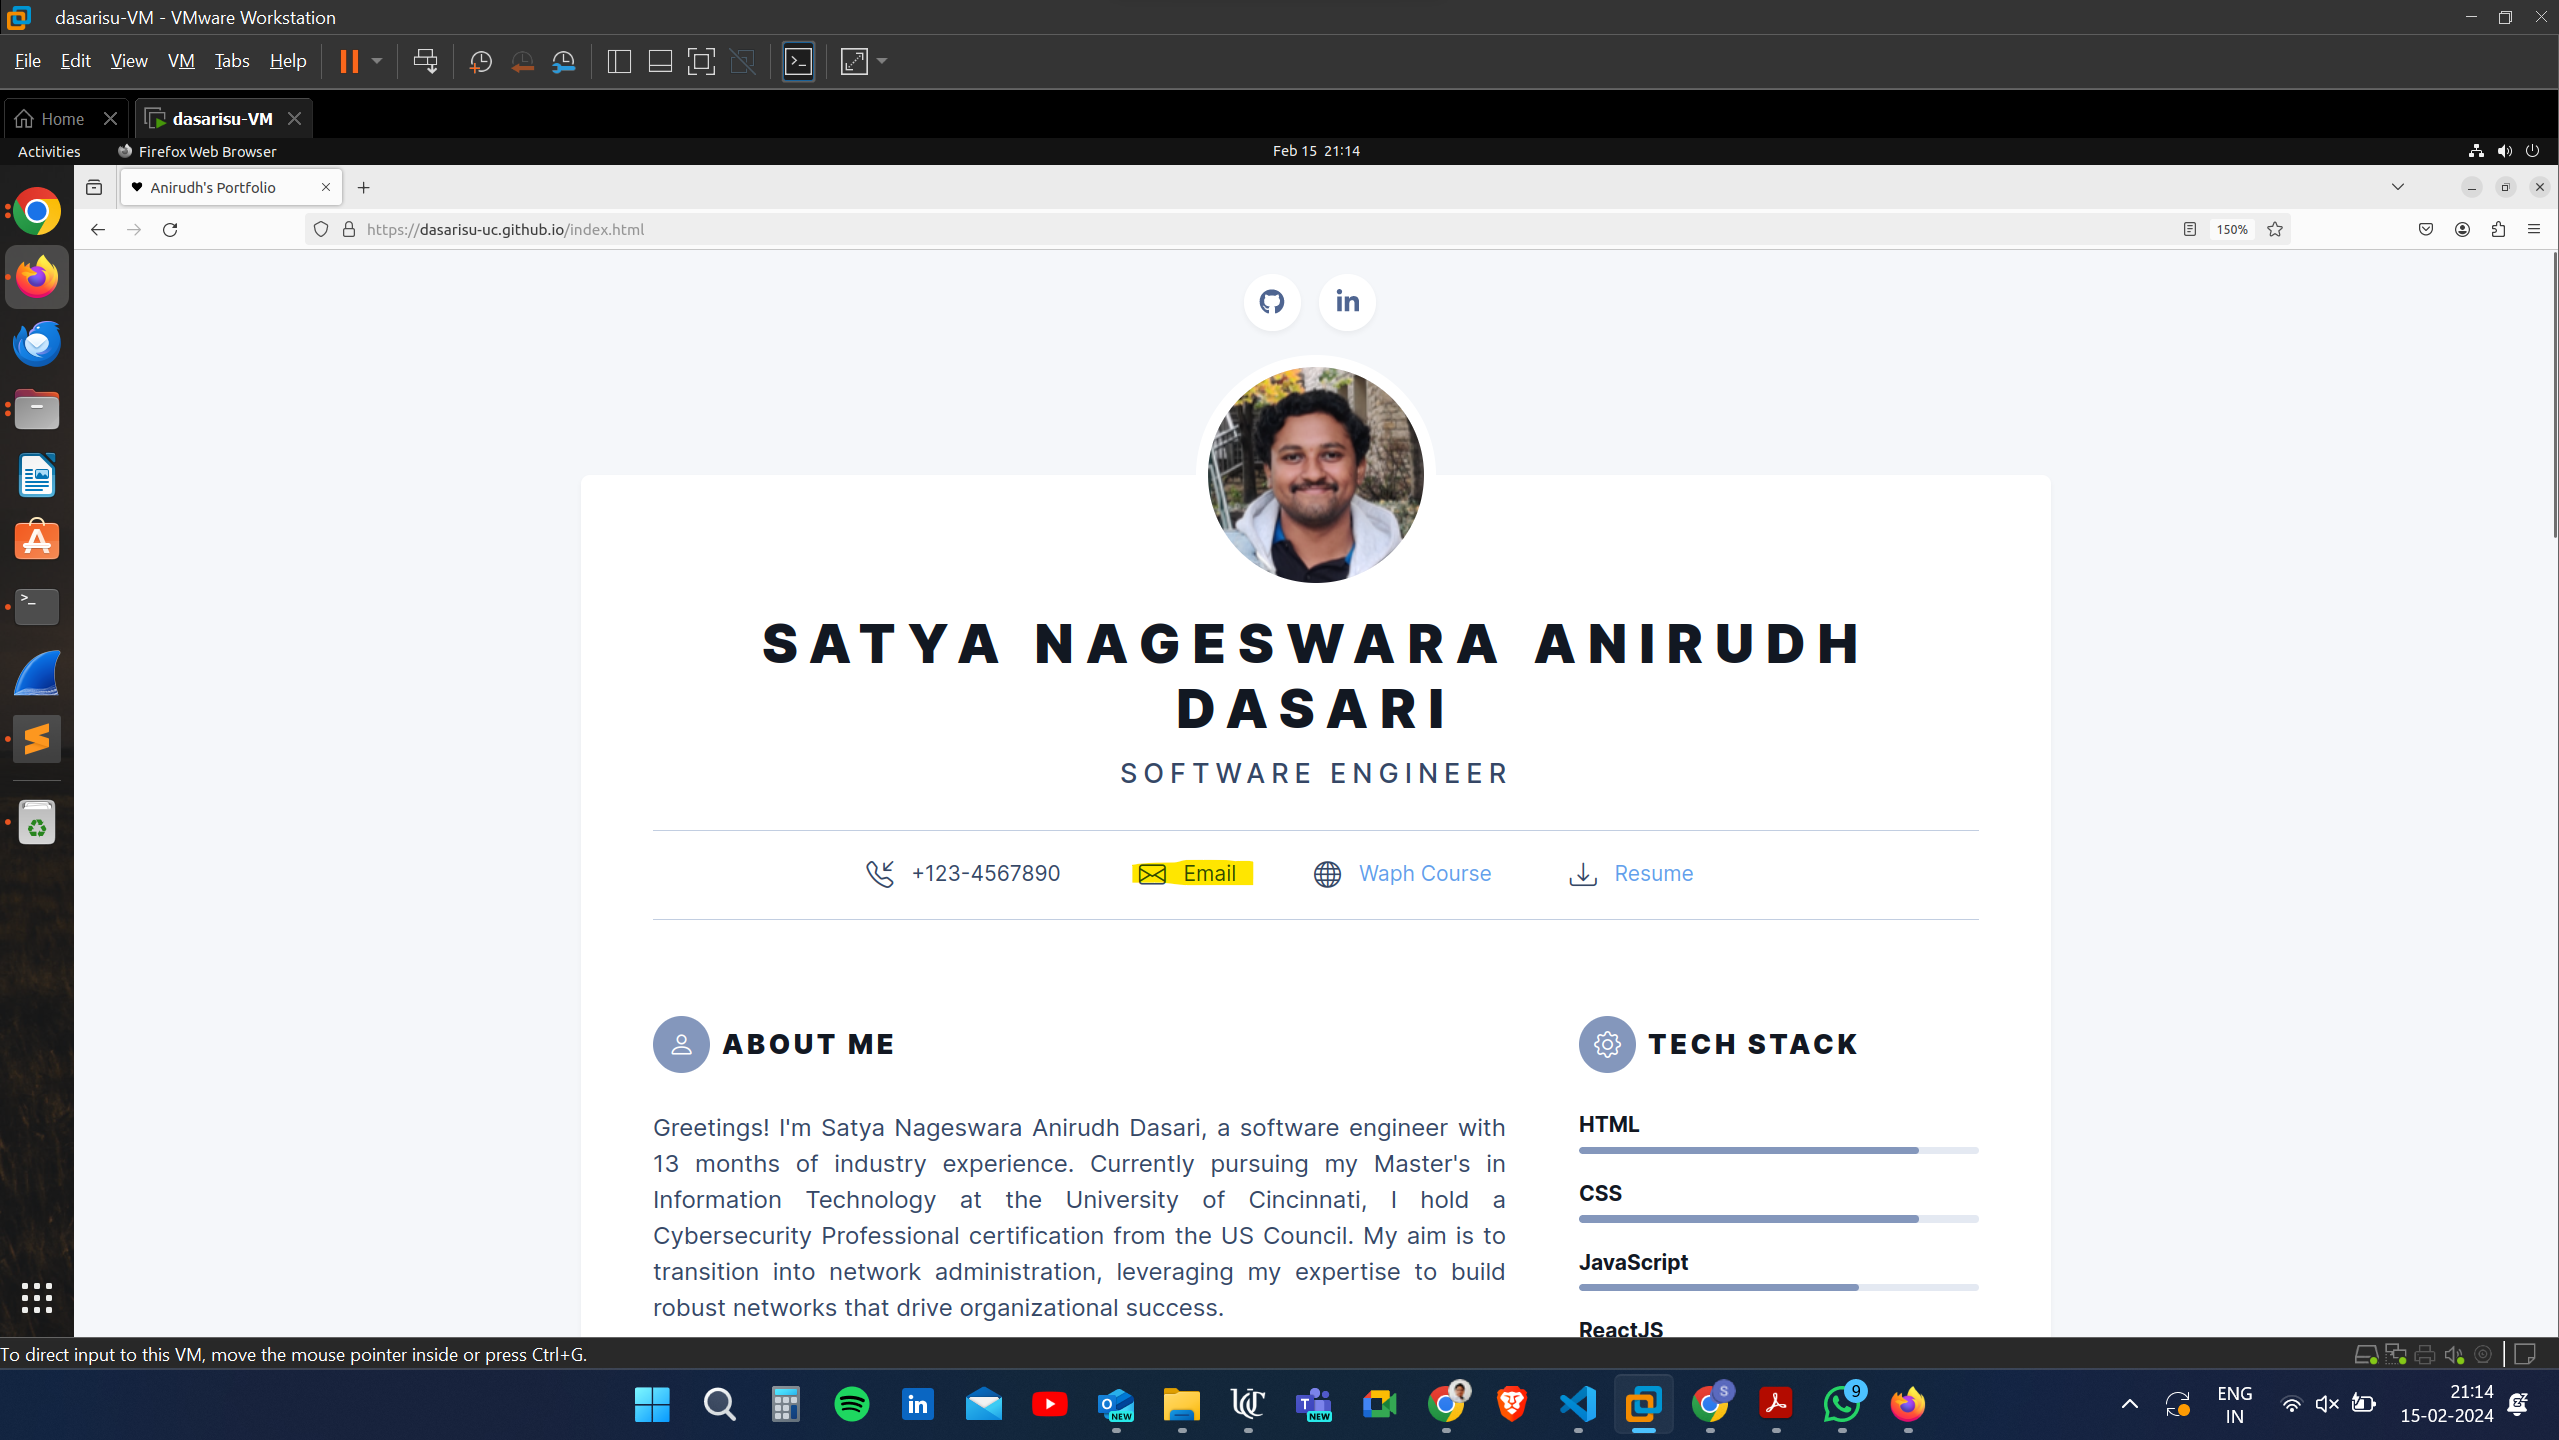 dasarisu-VM - VMware Workstation
File Edit View VM Tabs Help
Home
dasarisu-VM
Activities Firefox Web Browser Feb 15 21:14
Anirudh's Portfolio
https://dasarisu-uc.github.io/index.html 150%
SATYA NAGESWARA ANIRUDH
DASARI
SOFTWARE ENGINEER
+123-4567890 Email Waph Course Resume
ABOUT ME
Greetings! I'm Satya Nageswara Anirudh Dasari, a software engineer with
13 months of industry experience. Currently pursuing my Master's in
Information Technology at the University of Cincinnati, I hold a
Cybersecurity Professional certification from the US Council. My aim is to
transition into network administration, leveraging my expertise to build
robust networks that drive organizational success.
TECH STACK
HTML
CSS
JavaScript
ReactJS
To direct input to this VM, move the mouse pointer inside or press Ctrl+G.
NEW
NEW
S
9
ENG
IN
21:14
15-02-2024